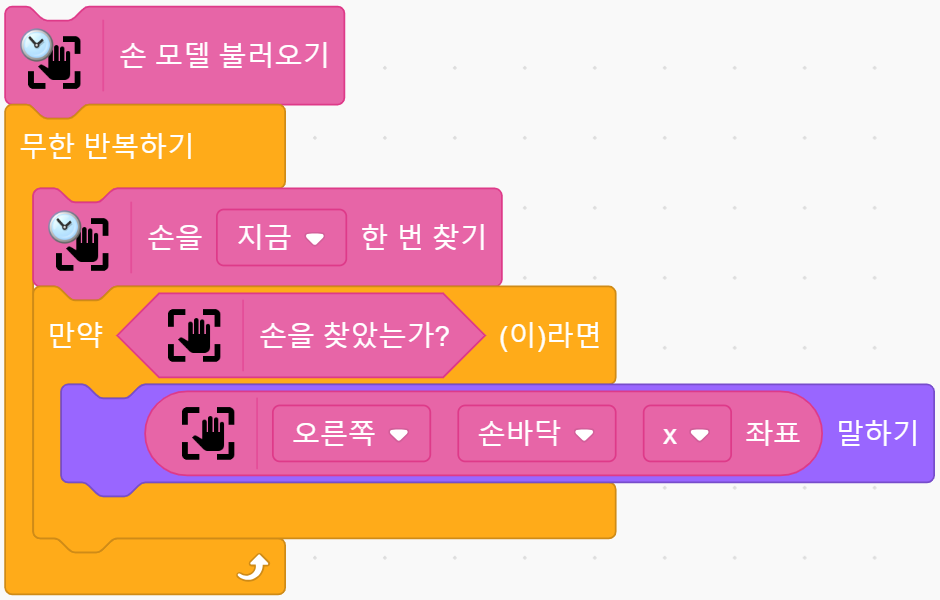 손 모델 불러오기
무한 반복하기
손을 지금 한 번 찾기
만약 손을 찾았는가? (이)라면
오른쪽 손바닥 x 좌표 말하기